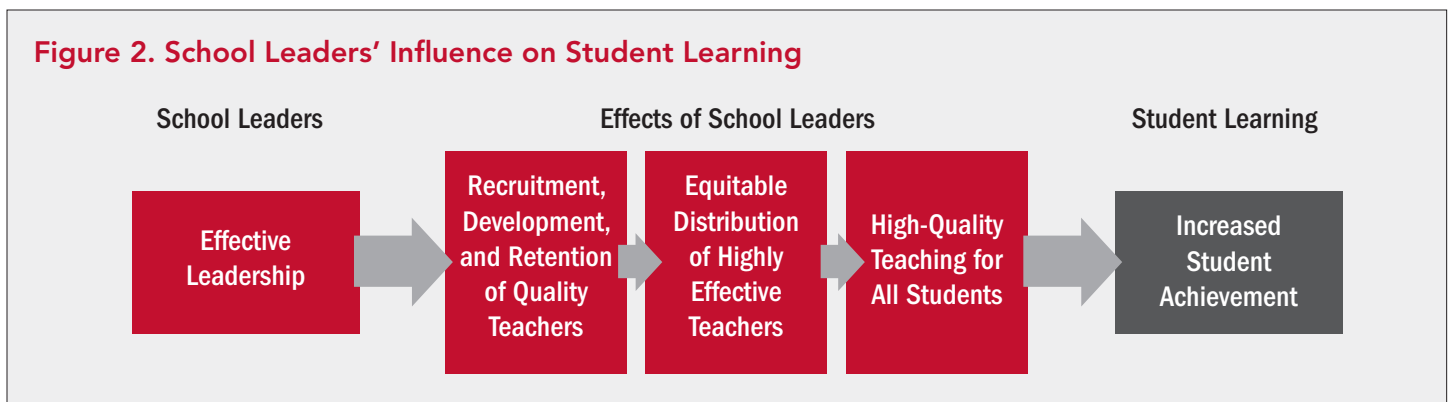 Figure 2. School Leaders’ Influence on Student Learning
School Leaders
Effects of School Leaders
Student Learning
Effective
Leadership
Recruitment,
Development,
and Retention
of Quality
Teachers
Equitable
Distribution
of Highly
Effective
Teachers
High-Quality
Teaching for
All Students
Increased
Student
Achievement